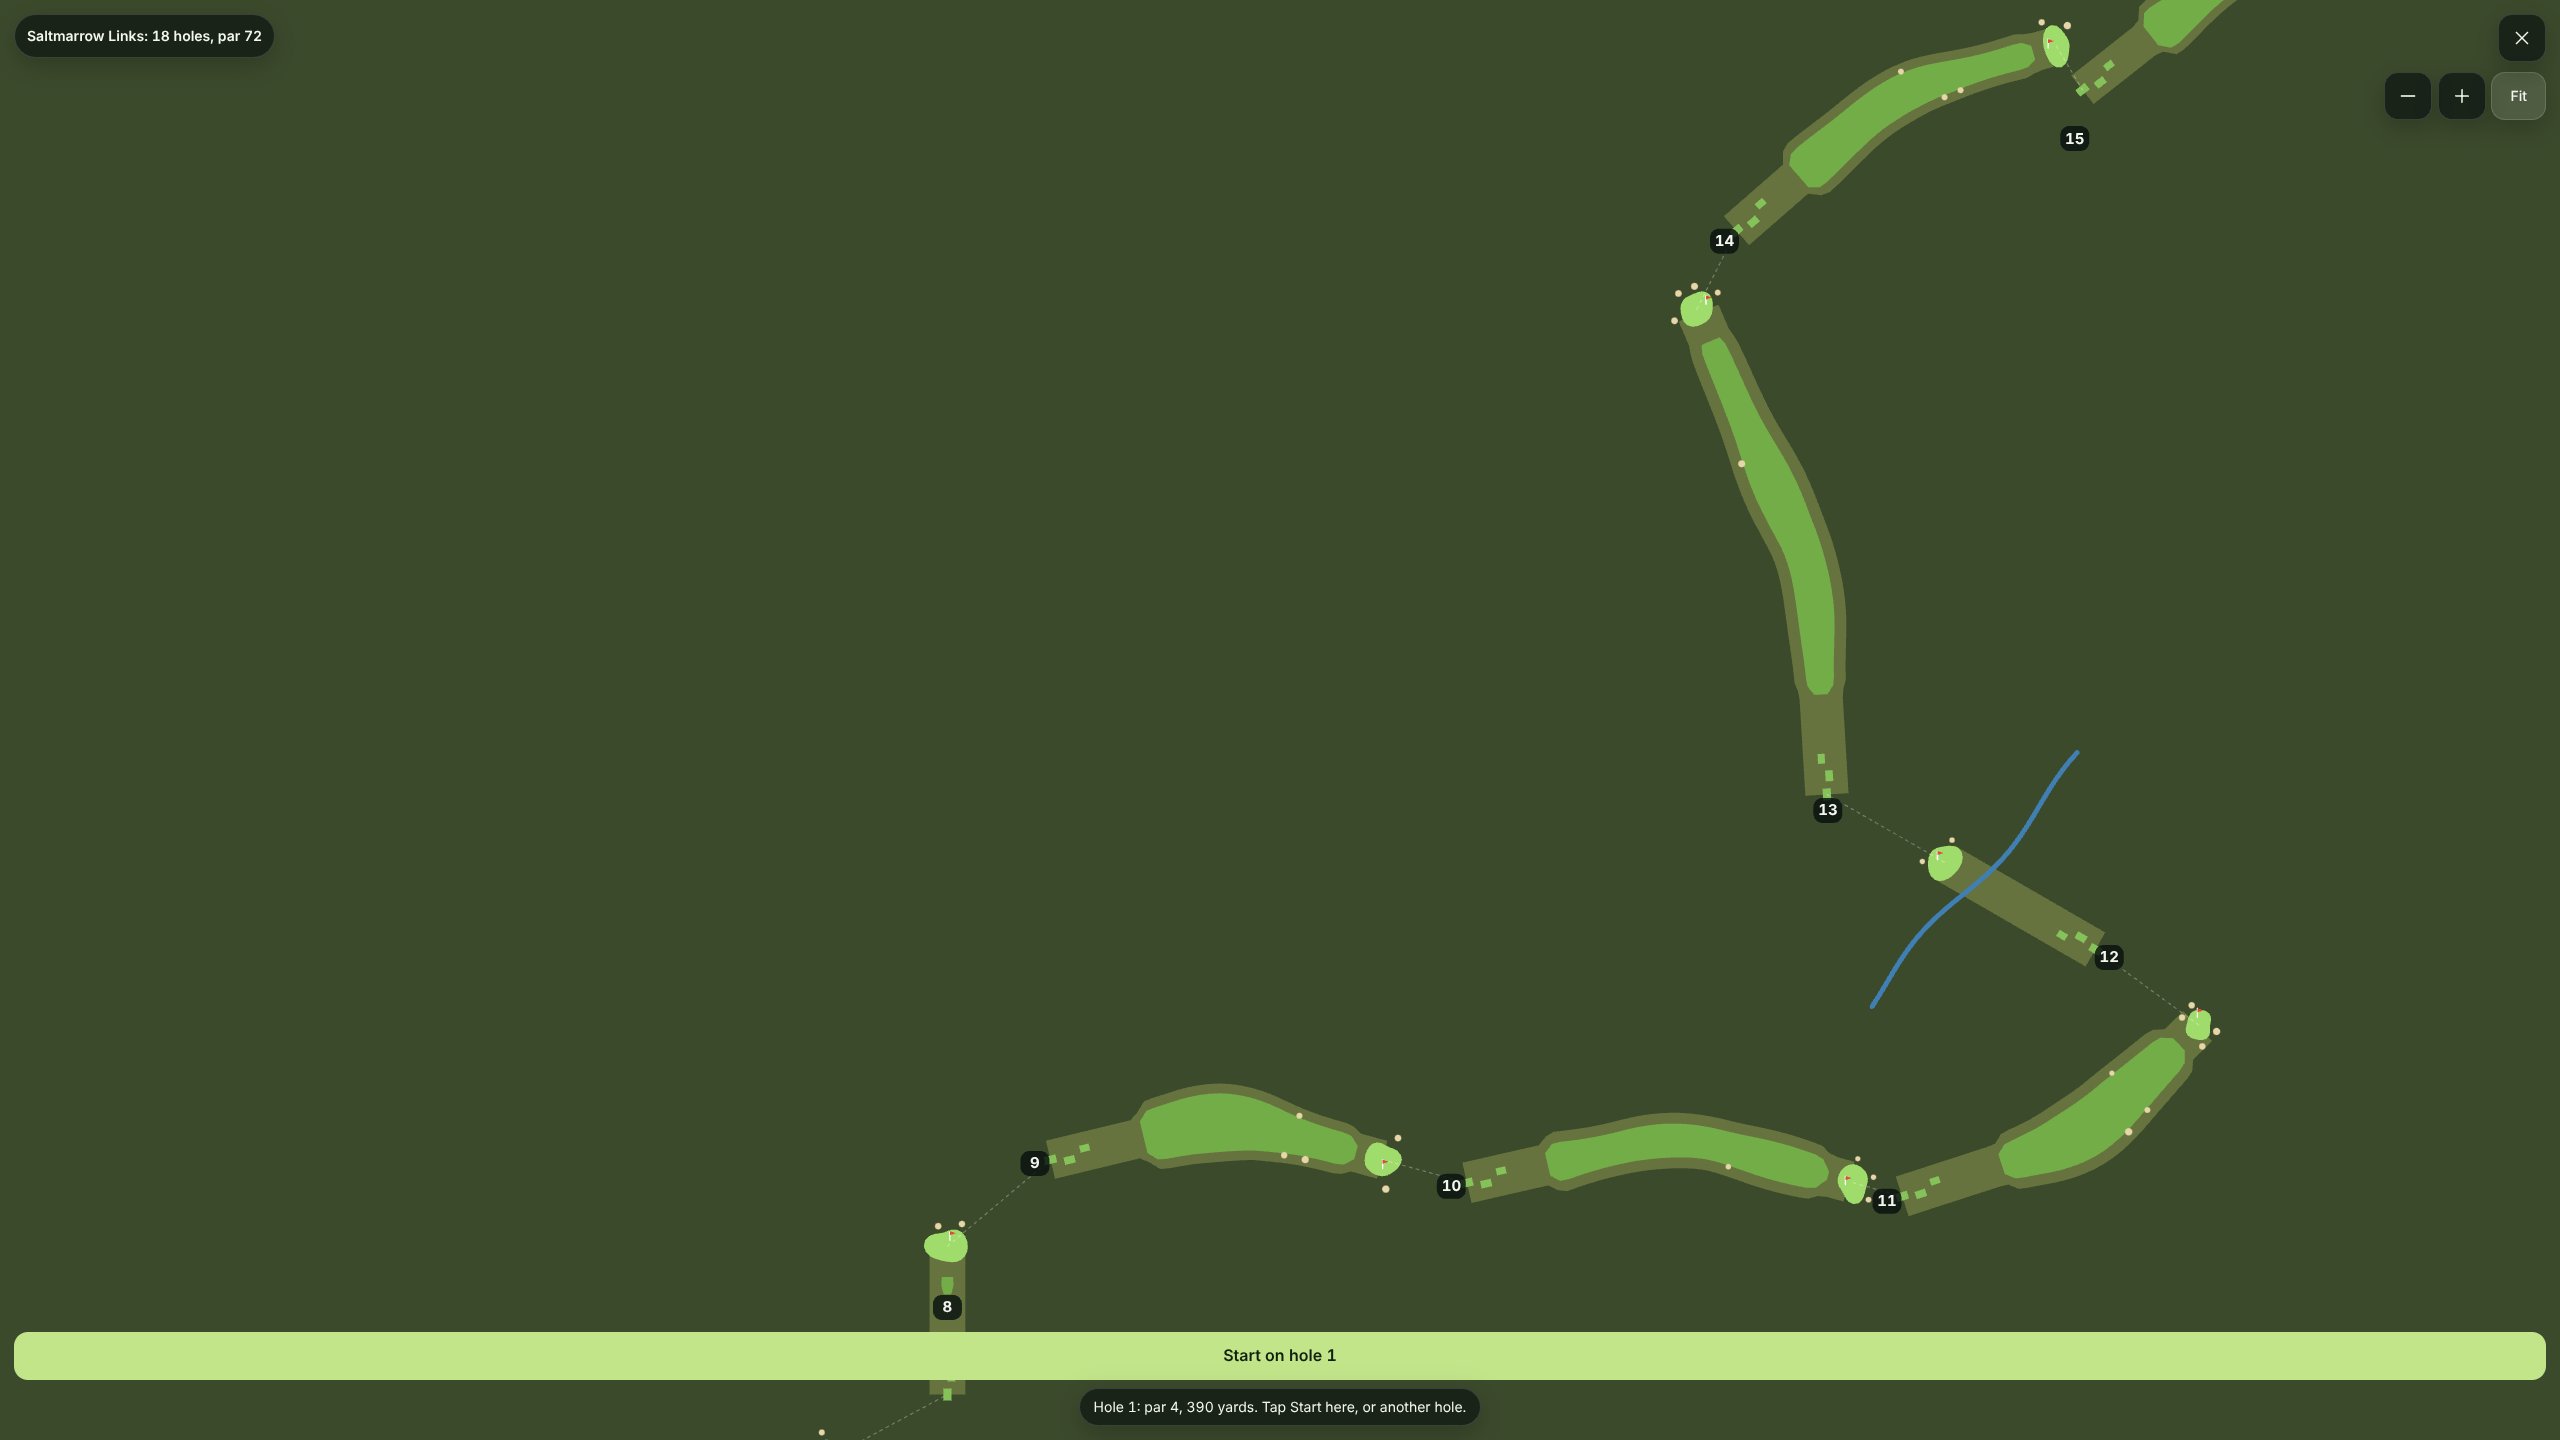 Saltmarrow Links: 18 holes, par 72
Fit
15
14
13
12
9
10
11
8
Start on hole 1
Hole 1: par 4, 390 yards. Tap Start here, or another hole.